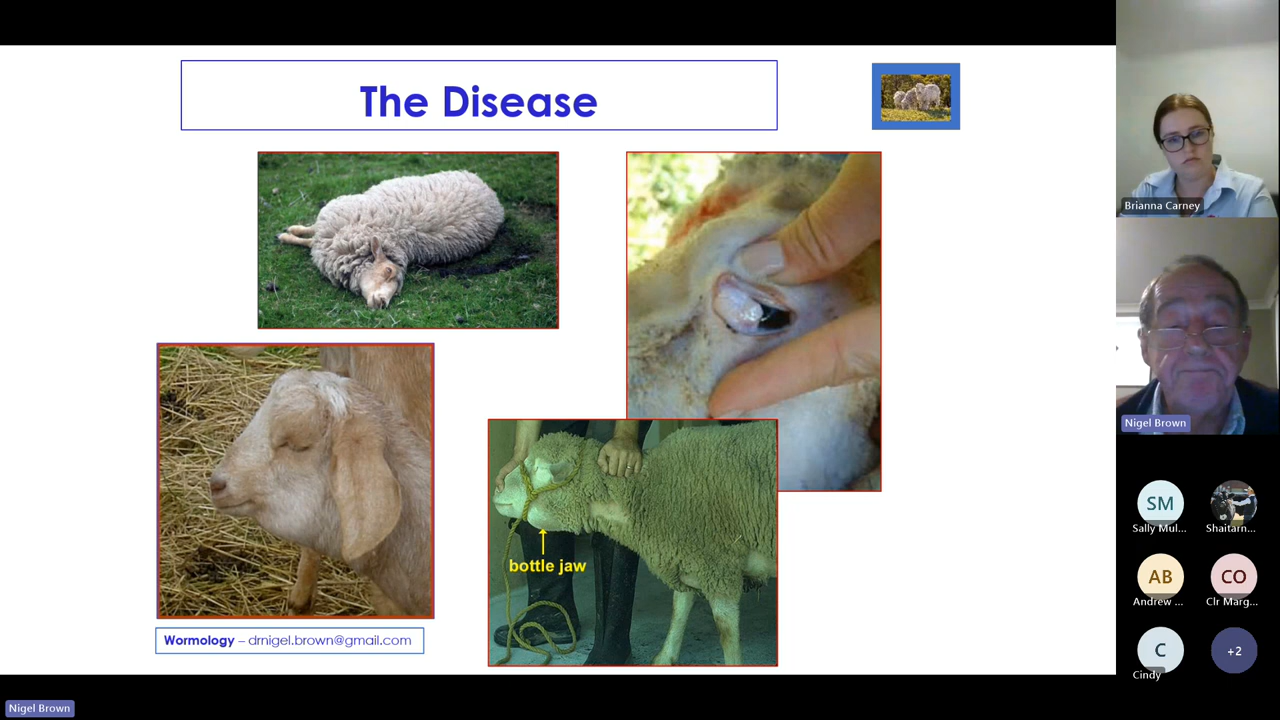 The Disease
bottle jaw
Wormology – drnigel.brown@gmail.com
Brianna Carney
Nigel Brown
SM
Sally Mul...
Shaitarn...
AB
Andrew ...
CO
Clr Marg...
C
Cindy
+2
Nigel Brown